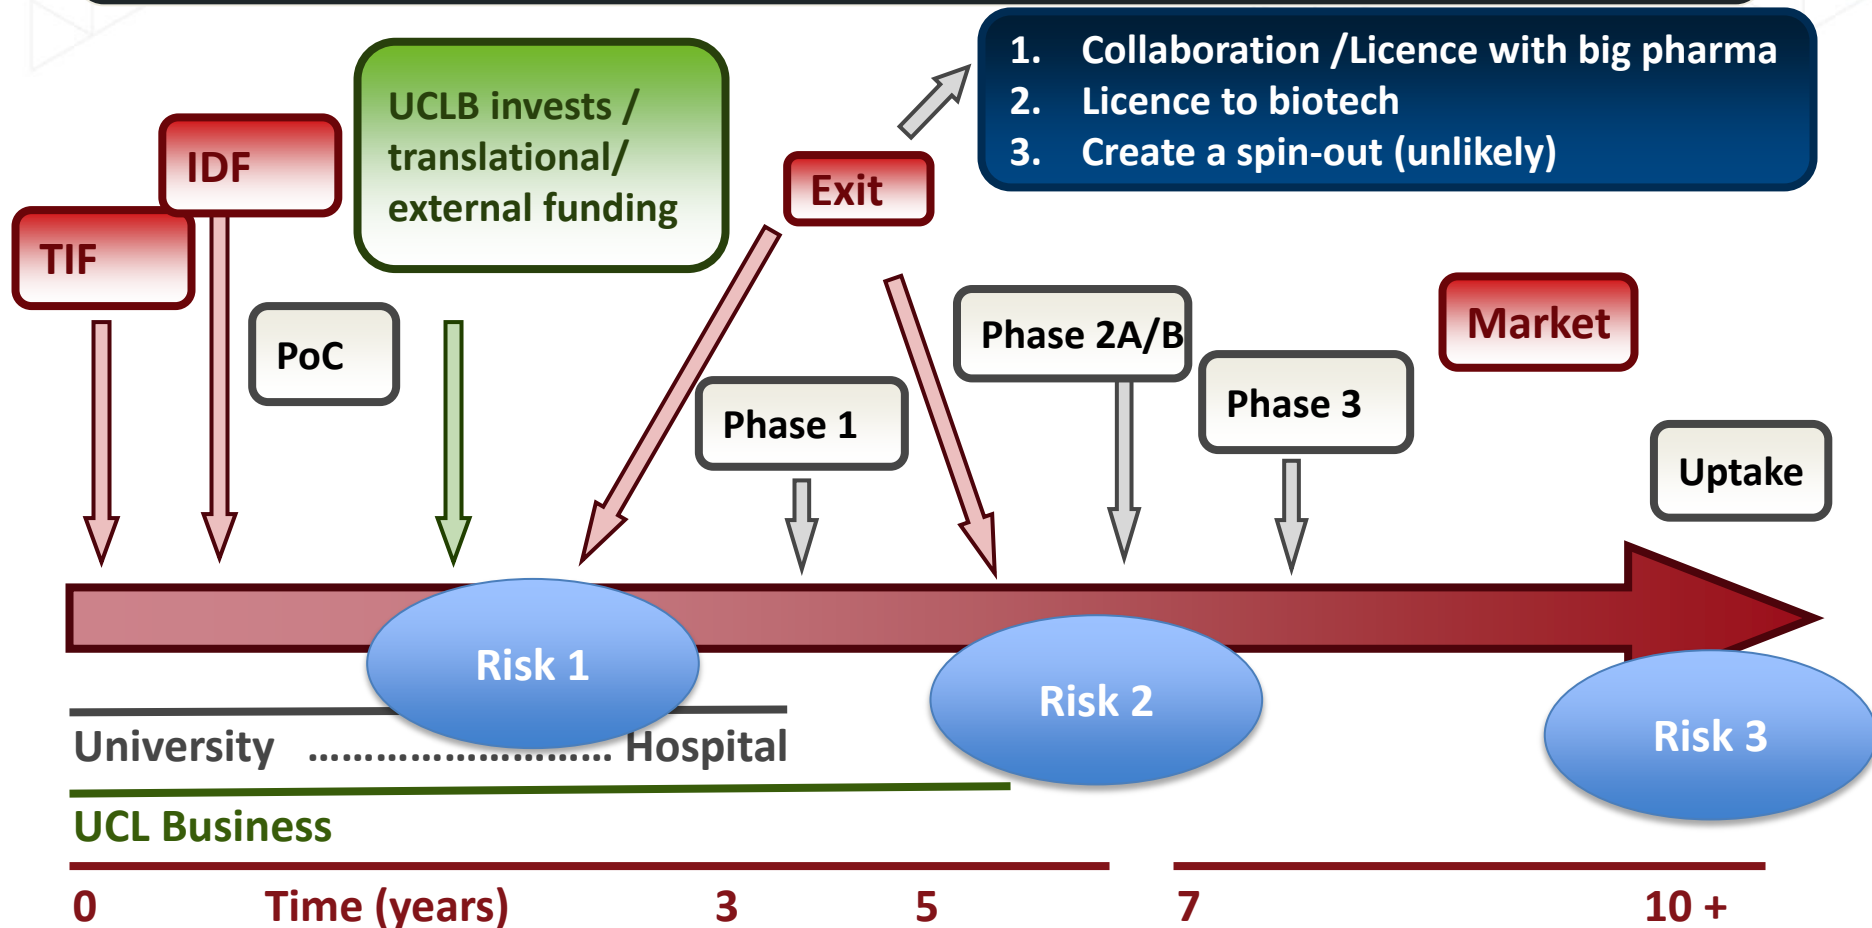 1. Collaboration /Licence with big pharma
2. Licence to biotech
3. Create a spin-out (unlikely)
UCLB invests /
translational/
external funding
IDF
Exit
TIF
Market
PoC
Phase 2A/B
Phase 3
Phase 1
Uptake
Risk 1
Risk 2
Risk 3
University ............................ Hospital
UCL Business
0 Time (years) 3 5 7 10 +